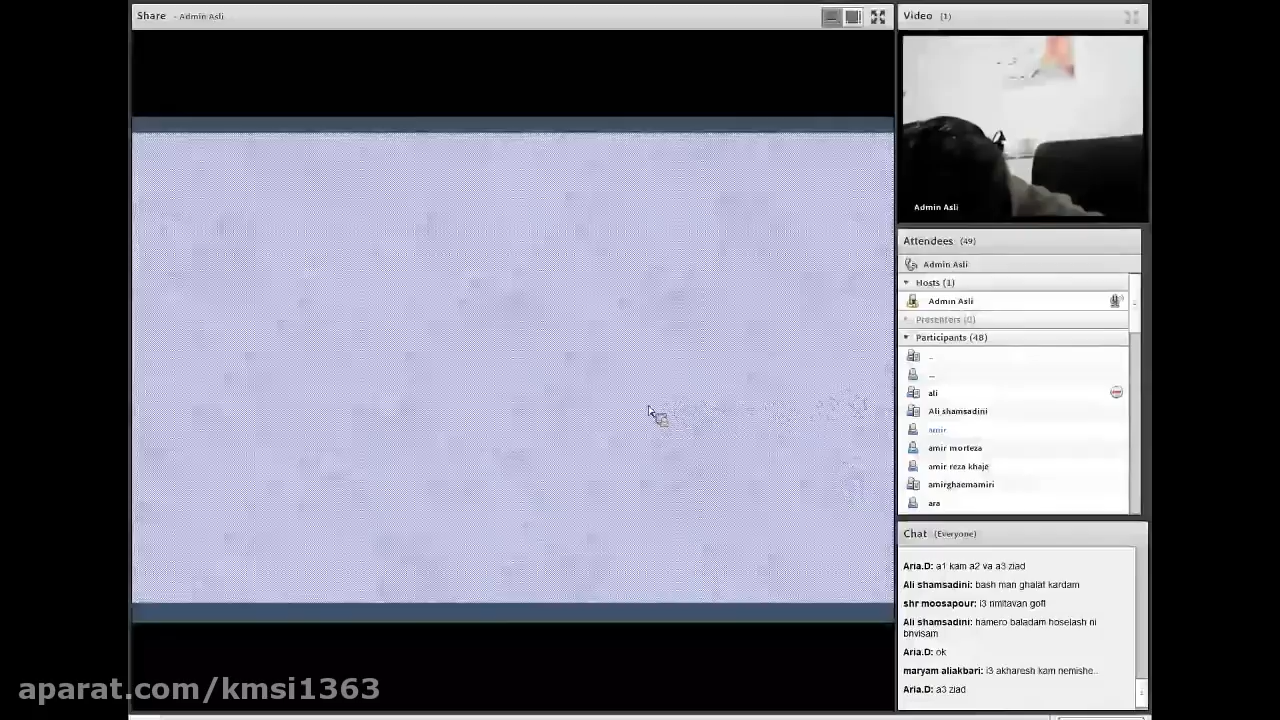 Share - Admin Asli
Video (1)
Admin Asli
Attendees (49)
Admin Asli
Hosts (1)
Admin Asli
Presenters (0)
Participants (48)
-
--
ali
Ali shamsadini
amir
amir morteza
amir reza khaje
amirghaemamiri
ara
Chat (Everyone)
Aria.D: a1 kam a2 va a3 ziad
Ali shamsadini: bash man ghalat kardam
shr moosapour: i3 nmitavan goft
Ali shamsadini: hamero baladam hoselash ni
bnvisam
Aria.D: ok
maryam aliakbari: i3 akharesh kam nemishe..
Aria.D: a3 ziad
aparat.com/kmsi1363